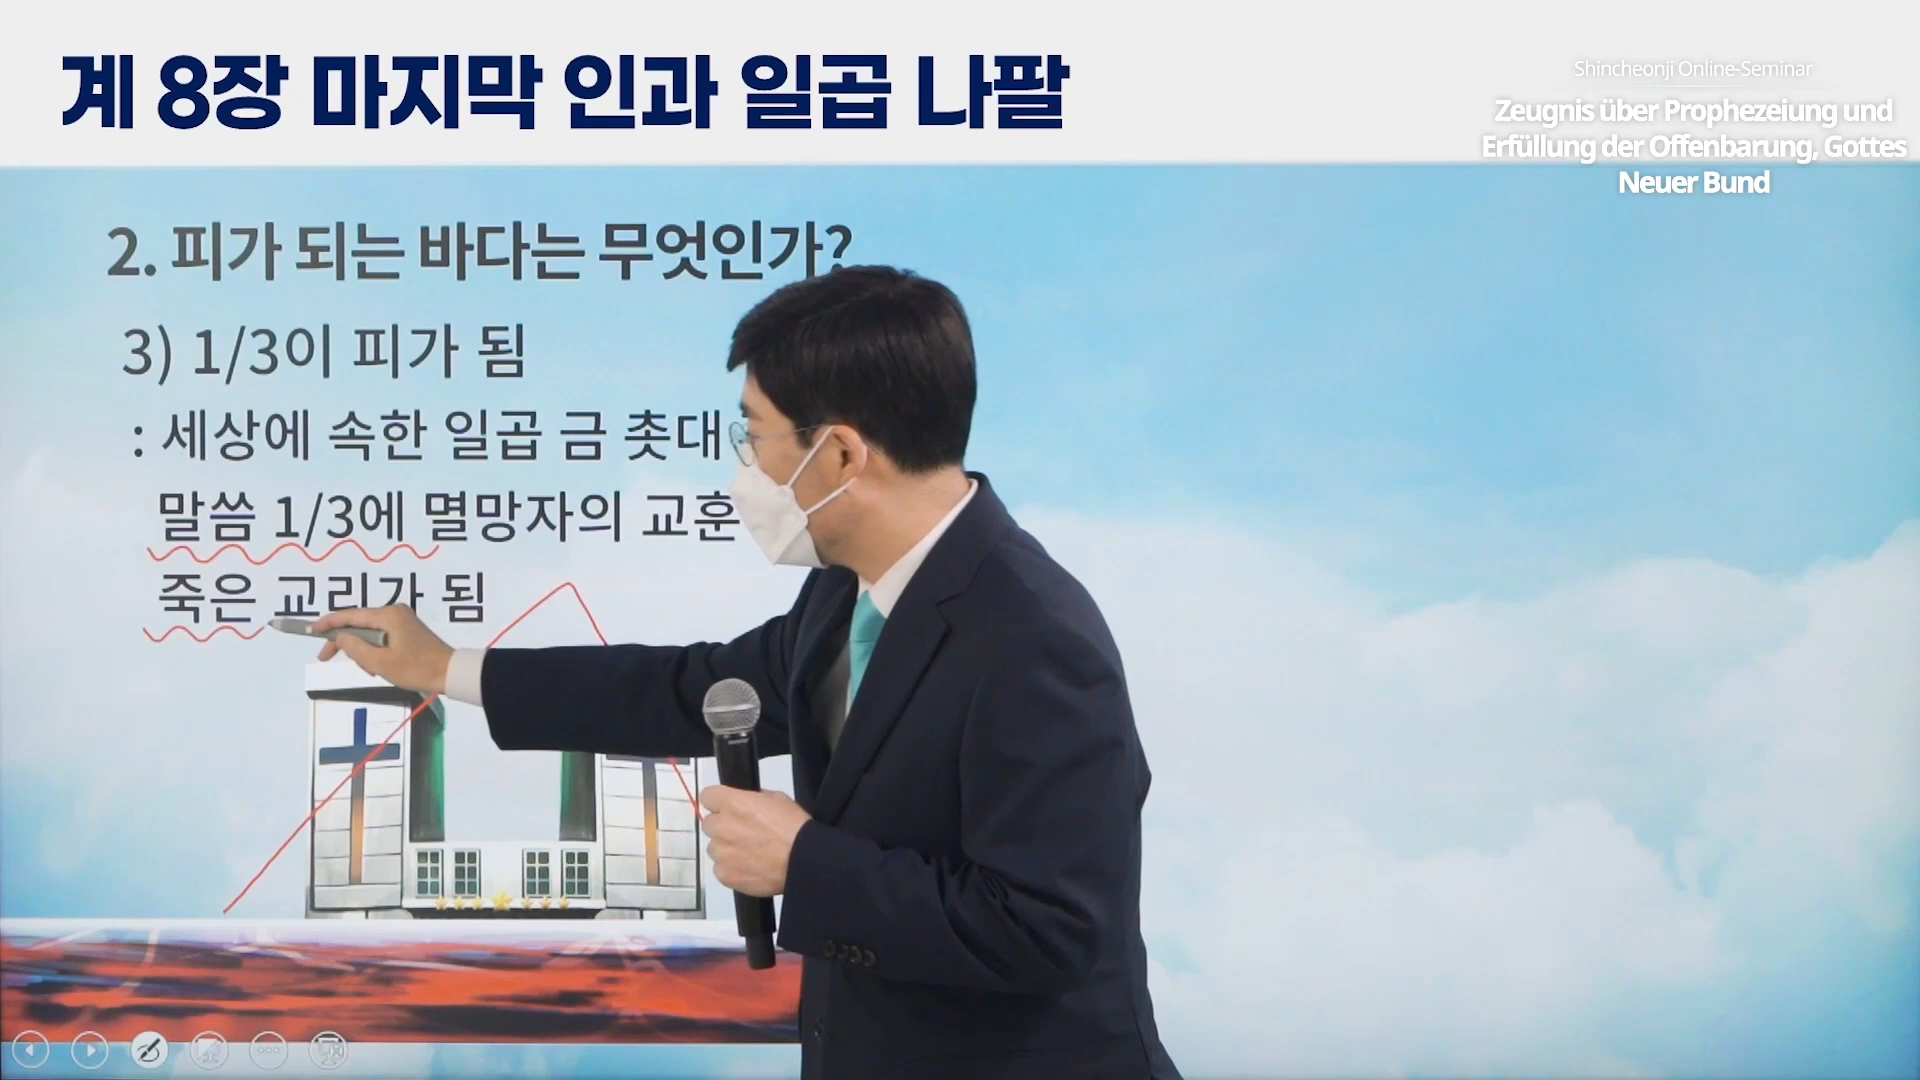 계 8장 마지막 인과 일곱 나팔
Shincheonji Online-Seminar
Zeugnis über Prophezeiung und
Erfüllung der Offenbarung, Gottes
Neuer Bund
2. 피가 되는 바다는 무엇인가?
3) 1/3이 피가 됨
: 세상에 속한 일곱 금 촛대
말씀 1/3에 멸망자의 교훈
죽은 교리가 됨